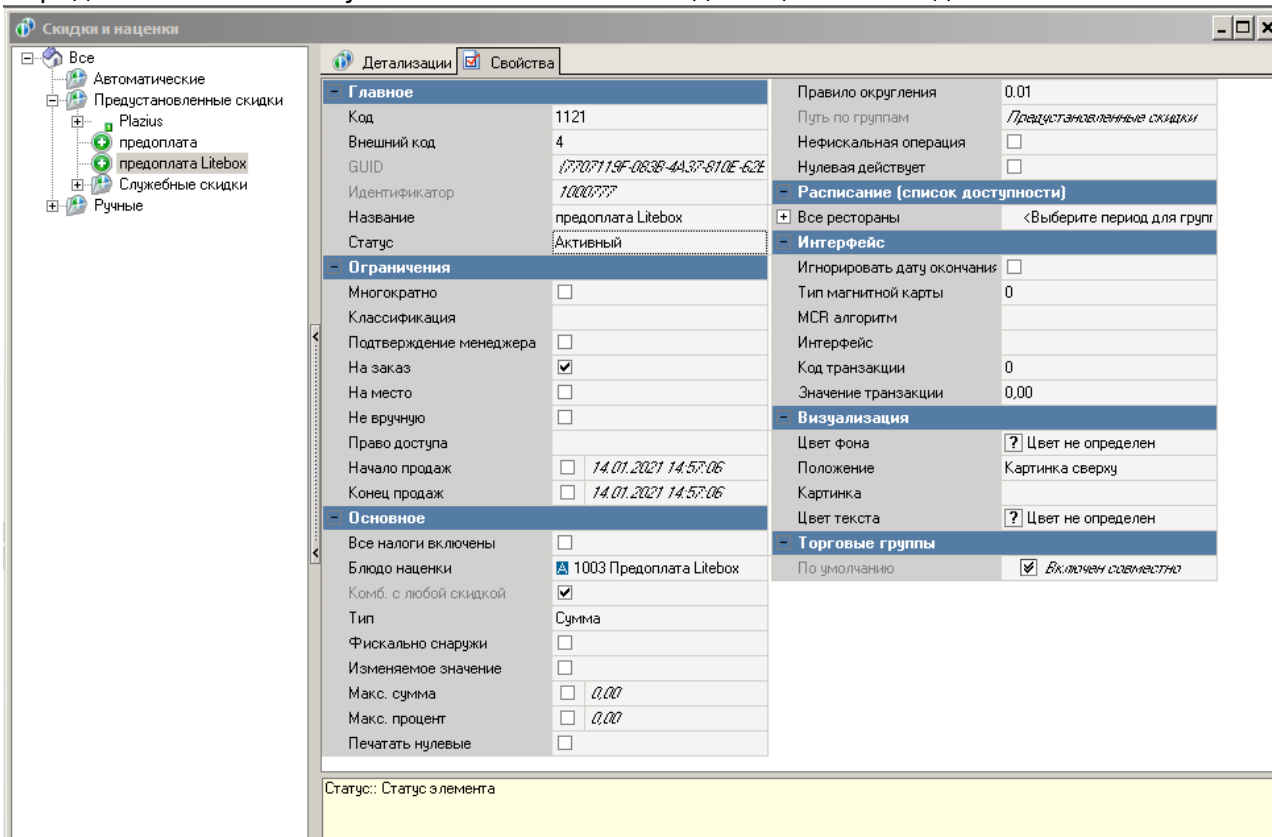 Скидки и наценки
Все
Автоматические
Предустановленные скидки
Plazius
предоплата
предоплата Litebox
Служебные скидки
Ручные
Детализации
Свойства
Главное
Код 1121
Внешний код 4
GUID
Идентификатор 1000777
Название предоплата Litebox
Статус Активный
Ограничения
Многократно
Классификация
Подтверждение менеджера
На заказ
На место
Не вручную
Право доступа
Начало продаж 14.01.2021 14:57:06
Конец продаж 14.01.2021 14:57:06
Основное
Все налоги включены
Блюдо наценки 1003 Предоплата Litebox
Комб. с любой скидкой
Тип Сумма
Фискально снаружи
Изменяемое значение
Макс. сумма 0,00
Макс. процент 0,00
Печатать нулевые
Правило округления 0.01
Путь по группам Предустановленные скидки
Нефискальная операция
Нулевая действует
Расписание (список доступности)
Все рестораны <Выберите период для групп
Интерфейс
Игнорировать дату окончания
Тип магнитной карты 0
MCR алгоритм
Интерфейс
Код транзакции 0
Значение транзакции 0,00
Визуализация
Цвет фона ? Цвет не определен
Положение Картинка сверху
Картинка
Цвет текста ? Цвет не определен
Торговые группы
По умолчанию Включен совместно
Статус:: Статус элемента